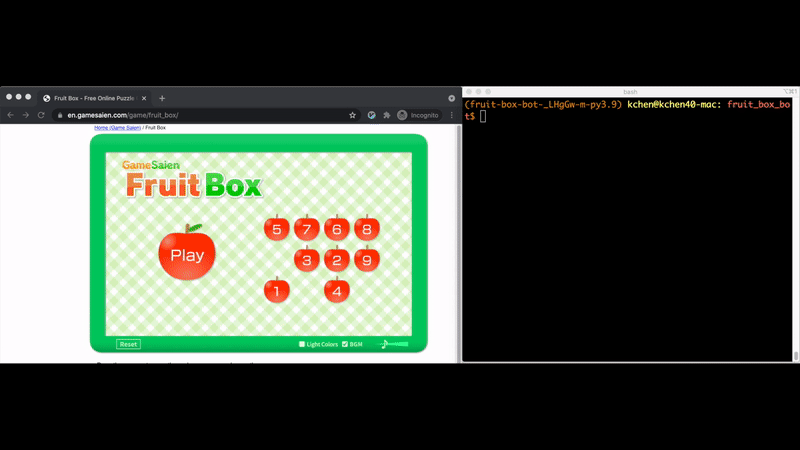 Fruit Box - Free Online Puzzle
Incognito
en.gamesaien.com/game/fruit_box/
Home (Game Saien) / Fruit Box
GameSaien
Fruit Box
Play
5 7 6 8
3 2 9
1 4
Reset
Light Colors
BGM
bash
(fruit-box-bot-_LHgGw-m-py3.9) kchen@kchen40-mac: fruit_box_bo
t$